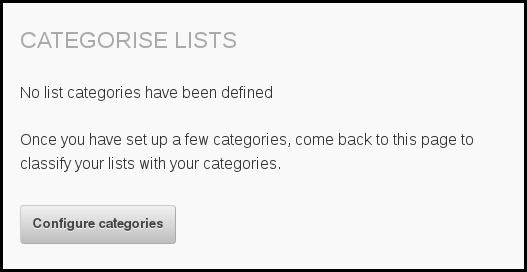 CATEGORISE LISTS
No list categories have been defined
Once you have set up a few categories, come back to this page to
classify your lists with your categories.
Configure categories